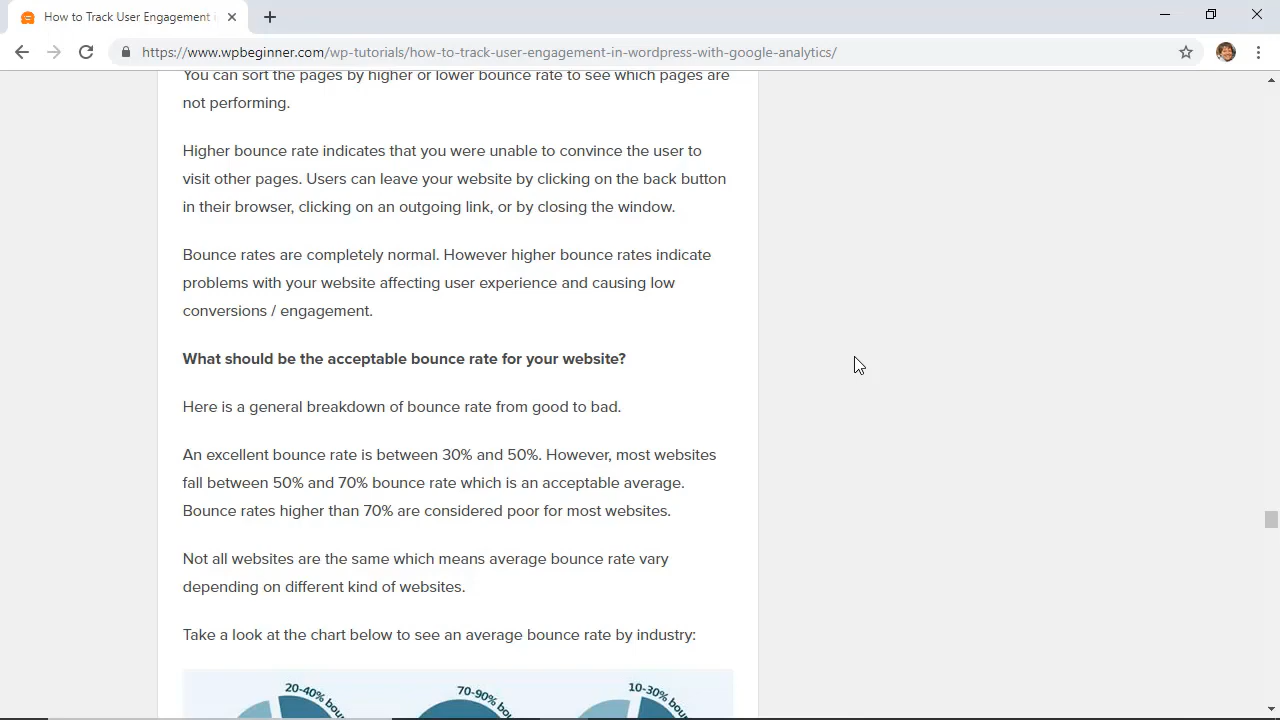 How to Track User Engagement
https://www.wpbeginner.com/wp-tutorials/how-to-track-user-engagement-in-wordpress-with-google-analytics/
You can sort the pages by higher or lower bounce rate to see which pages are
not performing.
Higher bounce rate indicates that you were unable to convince the user to
visit other pages. Users can leave your website by clicking on the back button
in their browser, clicking on an outgoing link, or by closing the window.
Bounce rates are completely normal. However higher bounce rates indicate
problems with your website affecting user experience and causing low
conversions / engagement.
What should be the acceptable bounce rate for your website?
Here is a general breakdown of bounce rate from good to bad.
An excellent bounce rate is between 30% and 50%. However, most websites
fall between 50% and 70% bounce rate which is an acceptable average.
Bounce rates higher than 70% are considered poor for most websites.
Not all websites are the same which means average bounce rate vary
depending on different kind of websites.
Take a look at the chart below to see an average bounce rate by industry:
20-40%
70-90%
10-30%